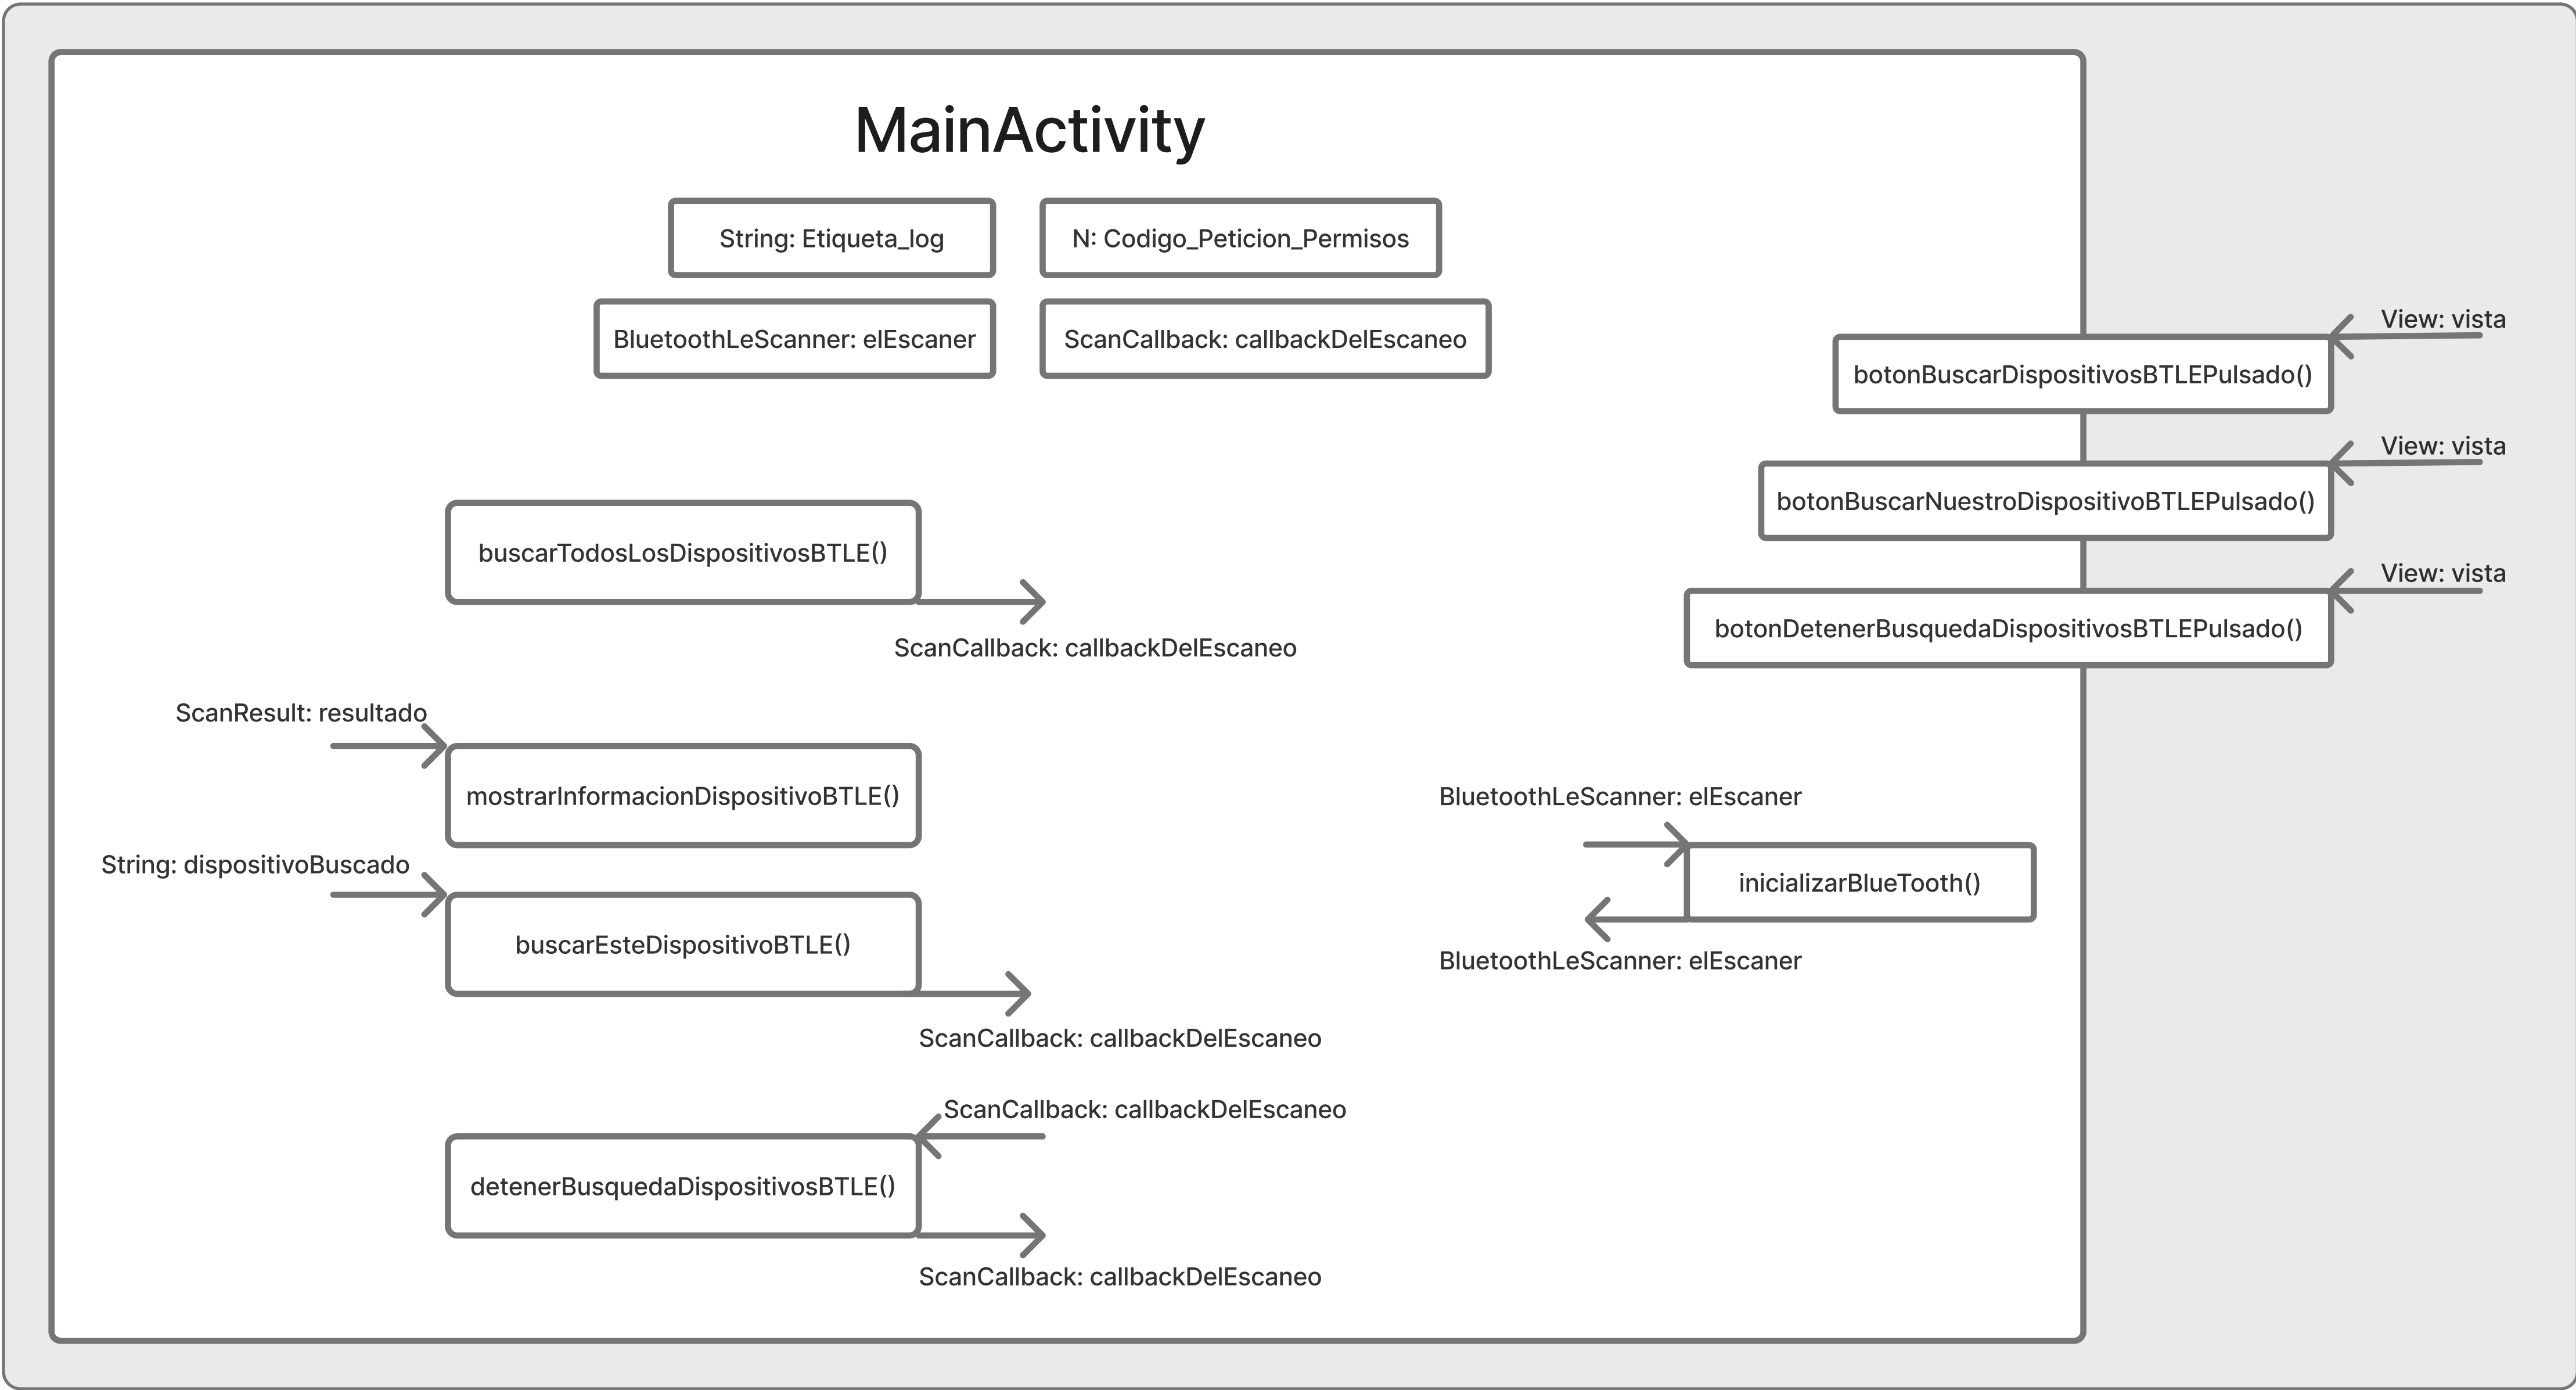 MainActivity
String: Etiqueta_log
N: Codigo_Peticion_Permisos
BluetoothLeScanner: elEscaner
ScanCallback: callbackDelEscaneo
View: vista
botonBuscarDispositivosBTLEPulsado()
View: vista
botonBuscarNuestroDispositivoBTLEPulsado()
View: vista
botonDetenerBusquedaDispositivosBTLEPulsado()
buscarTodosLosDispositivosBTLE()
ScanCallback: callbackDelEscaneo
ScanResult: resultado
mostrarInformacionDispositivoBTLE()
String: dispositivoBuscado
buscarEsteDispositivoBTLE()
ScanCallback: callbackDelEscaneo
BluetoothLeScanner: elEscaner
inicializarBlueTooth()
BluetoothLeScanner: elEscaner
ScanCallback: callbackDelEscaneo
detenerBusquedaDispositivosBTLE()
ScanCallback: callbackDelEscaneo